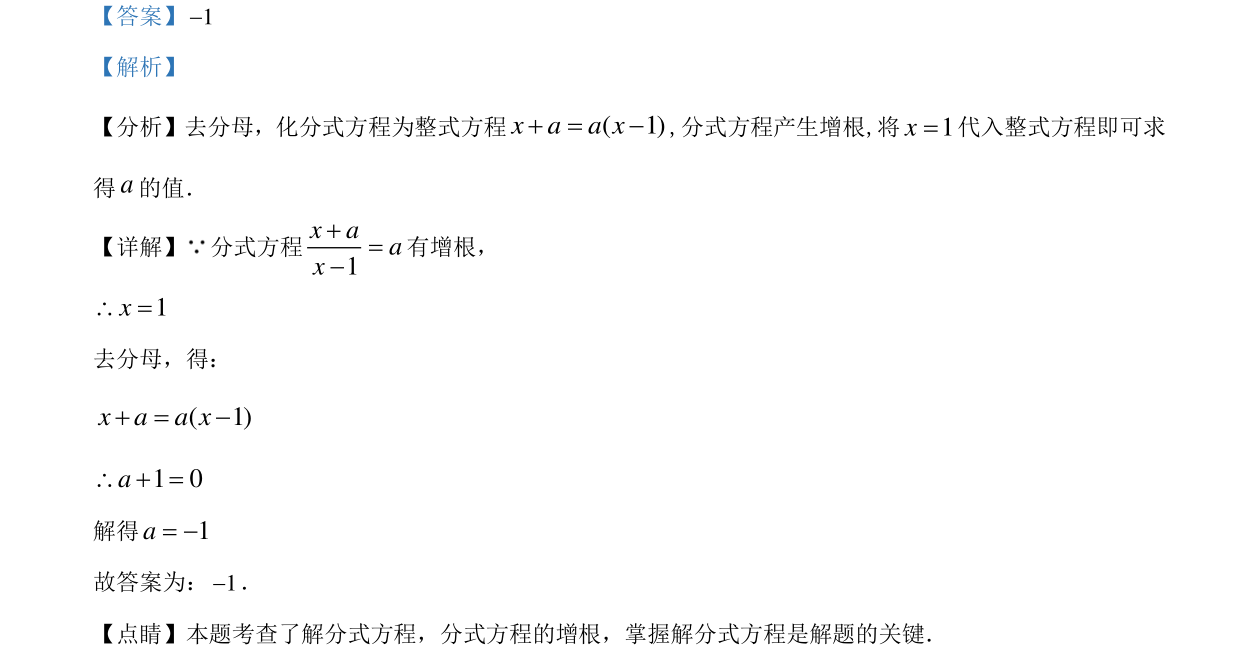 【答案】-1
【解析】
【分析】去分母，化分式方程为整式方程 x+a=a(x−1)，分式方程产生增根，将 x=1 代入整式方程即可求
得 a 的值．
【详解】∵分式方程 (x+a)/(x−1)=a 有增根，
∴x=1
去分母，得：
x+a=a(x−1)
∴a+1=0
解得 a=−1
故答案为：−1．
【点睛】本题考查了解分式方程，分式方程的增根，掌握解分式方程是解题的关键．